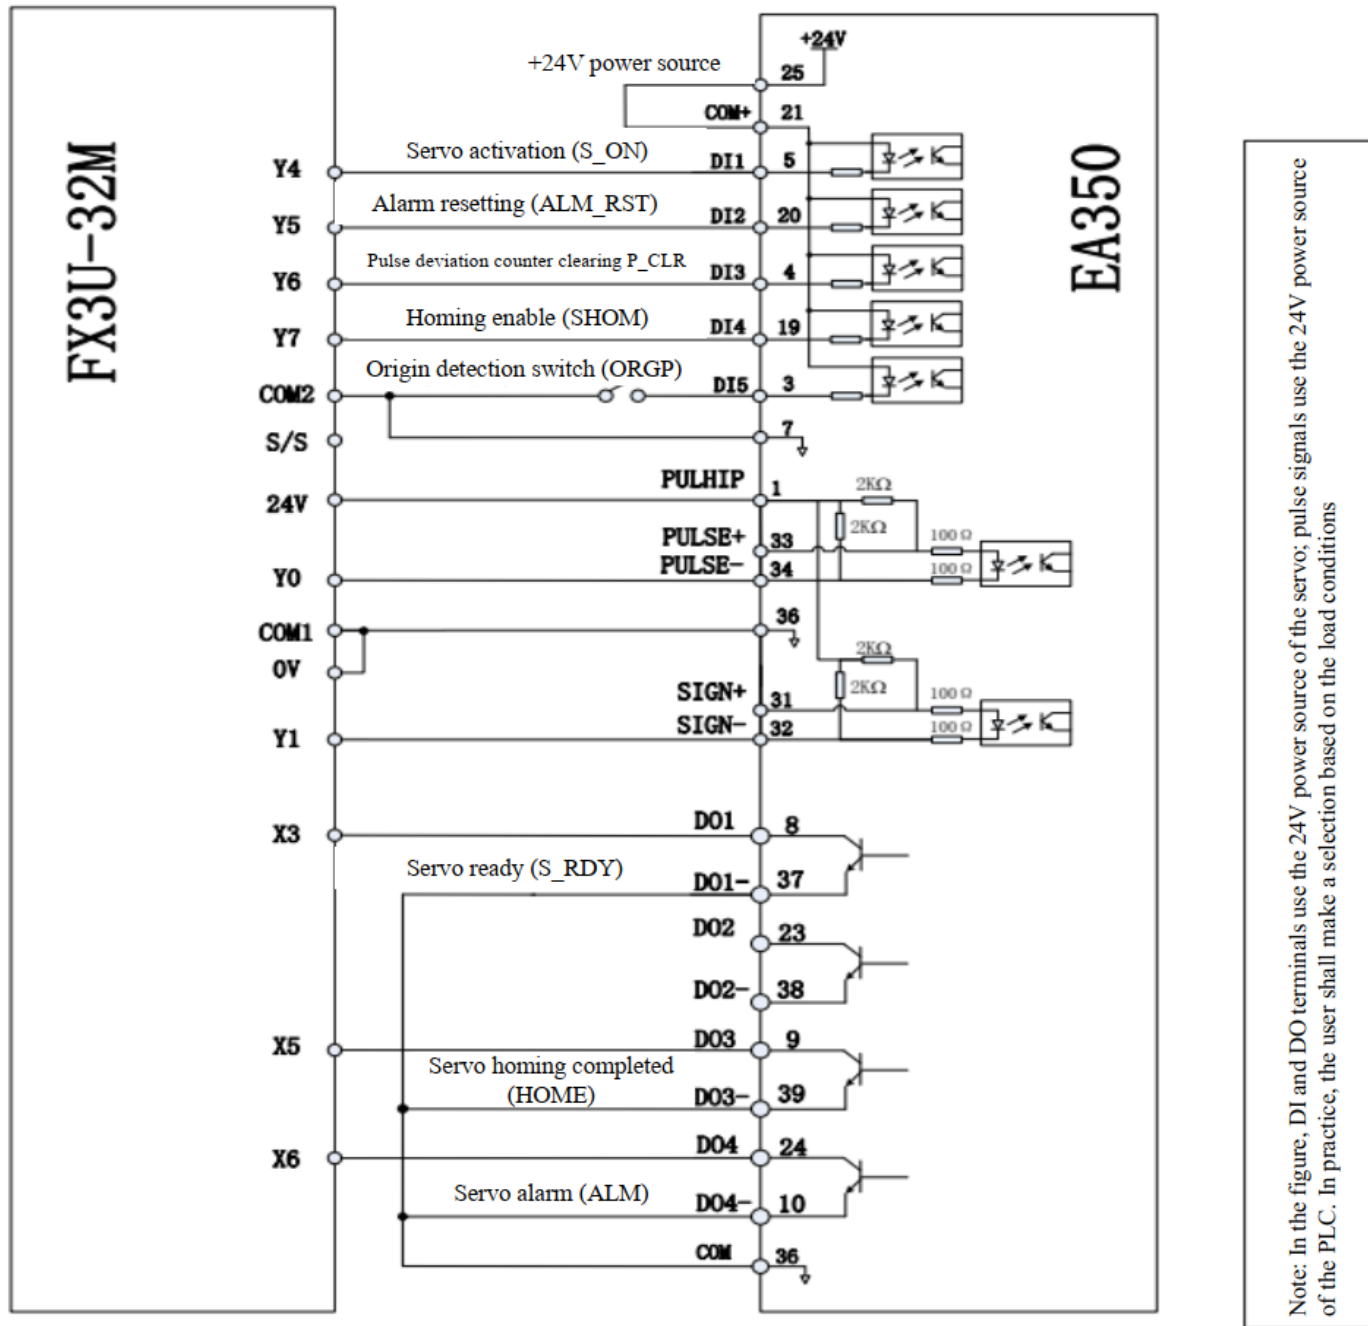 +24V
+24V power source
25
COM+ 21
FX3U-32M
EA350
Y4 Servo activation (S_ON) DI1 5
Y5 Alarm resetting (ALM_RST) DI2 20
Y6 Pulse deviation counter clearing P_CLR DI3 4
Y7 Homing enable (SHOM) DI4 19
COM2 Origin detection switch (ORGP) DI5 3
S/S 7
24V PULHIP 1 2KΩ
2KΩ
PULSE+ 33 100 Ω
Y0 PULSE- 34 100 Ω
COM1 36
0V 2KΩ
2KΩ
SIGN+ 31 100 Ω
Y1 SIGN- 32 100 Ω
X3 DO1 8
Servo ready (S_RDY) DO1- 37
DO2 23
DO2- 38
X5 DO3 9
Servo homing completed
(HOME) DO3- 39
X6 DO4 24
Servo alarm (ALM) DO4- 10
COM 36
Note: In the figure, DI and DO terminals use the 24V power source of the servo; pulse signals use the 24V power source
of the PLC. In practice, the user shall make a selection based on the load conditions